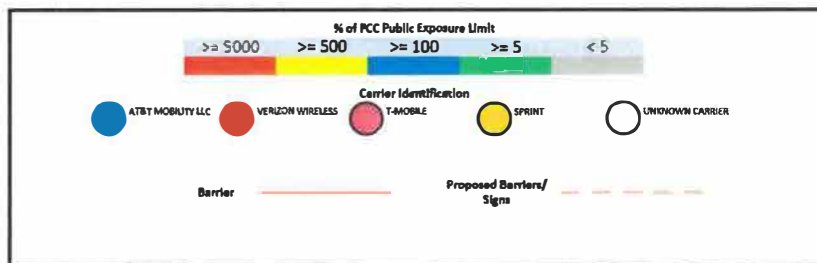 % of FCC Public Exposure Limit
>= 5000 >= 500 >= 100 >= 5 < 5
Carrier Identification
AT&T MOBILITY LLC VERIZON WIRELESS T-MOBILE SPRINT UNKNOWN CARRIER
Barrier
Proposed Barriers/
Signs